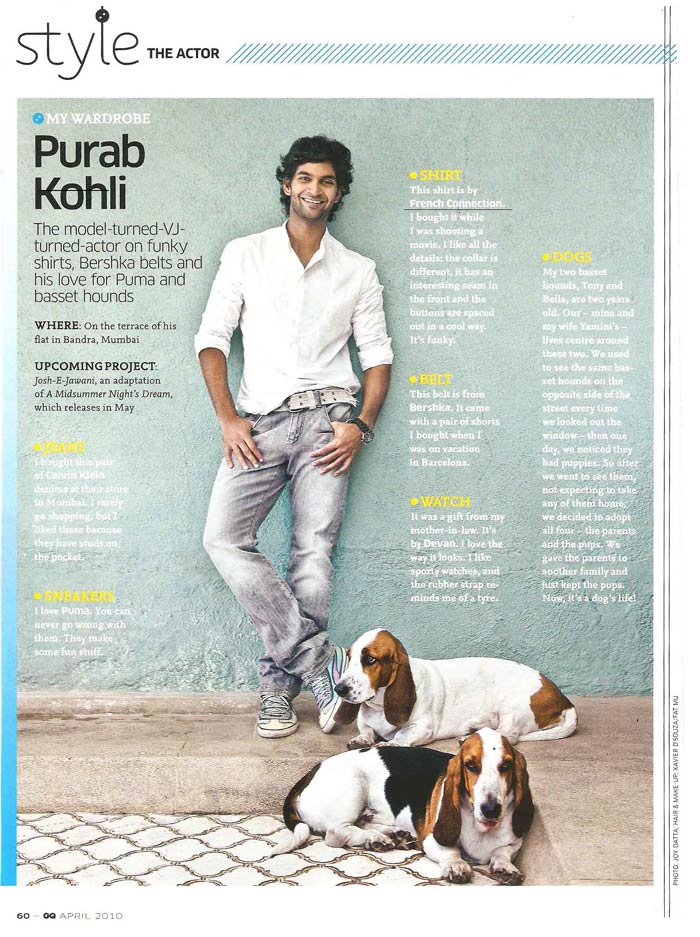 style THE ACTOR
MY WARDROBE
Purab
Kohli
The model-turned-VJ-
turned-actor on funky
shirts, Bershka belts and
his love for Puma and
basset hounds
WHERE: On the terrace of his
flat in Bandra, Mumbai
UPCOMING PROJECT:
Josh-E-Jawani, an adaptation
of A Midsummer Night's Dream,
which releases in May
JEANS
I bought this pair
of Calvin Klein
denims at their store
in Mumbai. I rarely
go shopping, but I
liked these because
they have studs on
the pocket.
SNEAKERS
I love Puma. You can
never go wrong with
them. They make
some fun stuff.
SHIRT
This shirt is by
French Connection.
I bought it while
I was shooting a
movie. I like all the
details: the collar is
different, it has an
interesting seam in
the front and the
buttons are spaced
out in a cool way.
It's funky.
BELT
This belt is from
Bershka. It came
with a pair of shorts
I bought when I
was on vacation
in Barcelona.
WATCH
It was a gift from my
mother-in-law. It's
by Devan. I love the
way it looks. I like
sporty watches, and
the rubber strap re-
minds me of a tyre.
DOGS
My two basset
hounds, Tony and
Bella, are two years
old. Our – mine and
my wife Yamini's –
lives centre around
these two. We used
to see the same bas-
set hounds on the
opposite side of the
street every time
we looked out the
window – then one
day, we noticed they
had puppies. So after
we went to see them,
not expecting to take
any of them home,
we decided to adopt
all four – the parents
and the pups. We
gave the parents to
another family and
just kept the pups.
Now, it's a dog's life!
PHOTO: JOY DATTA; HAIR & MAKE-UP: XAVIER D'SOUZA/FAT MU
60 – GQ APRIL 2010